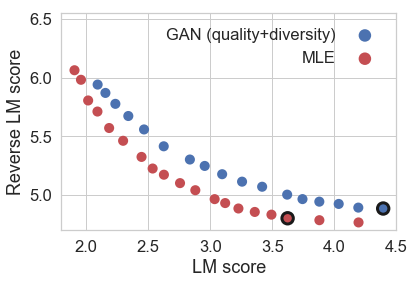 6.5
6.0
5.5
5.0
Reverse LM score
GAN (quality+diversity)
MLE
2.0 2.5 3.0 3.5 4.0 4.5
LM score